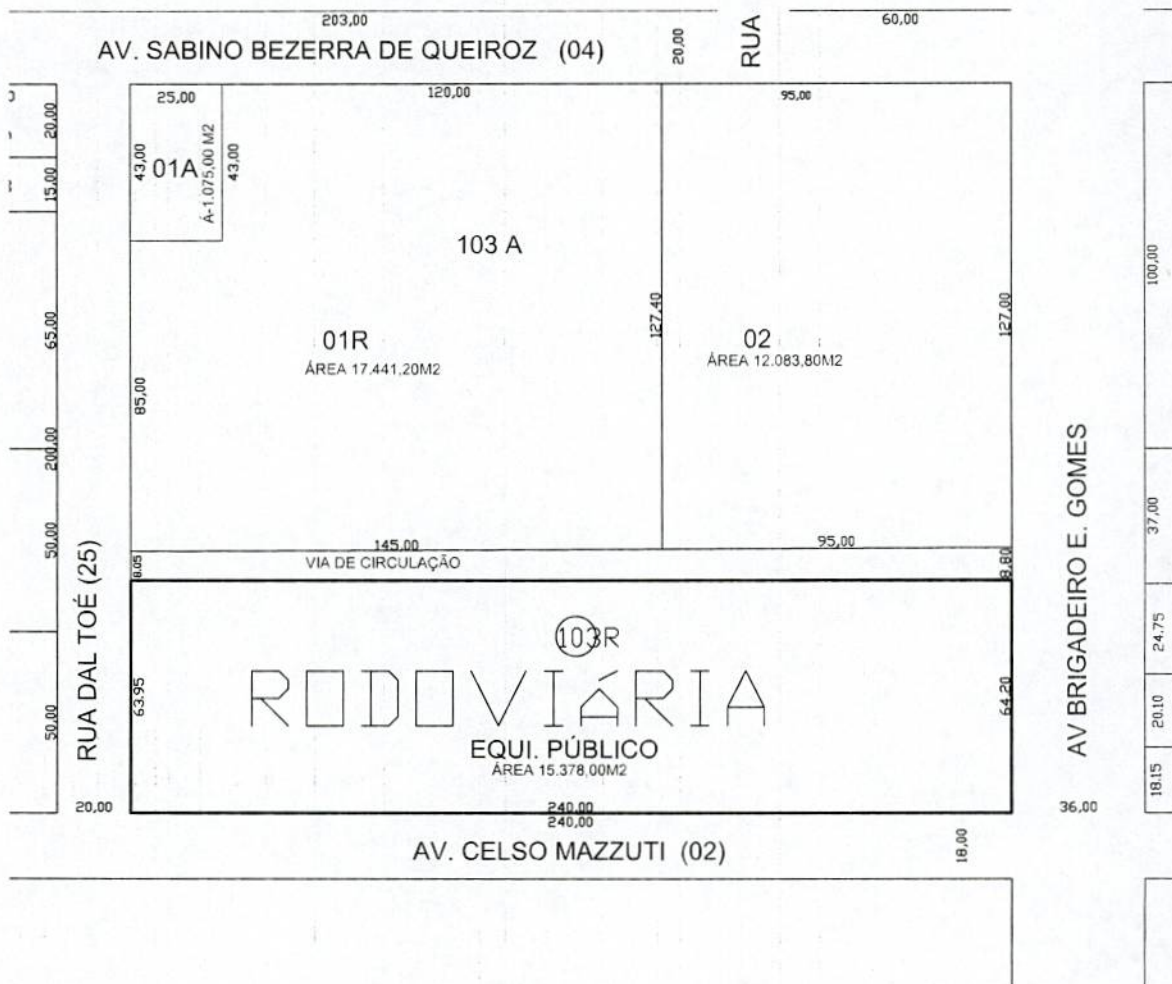 203,00
60,00
AV. SABINO BEZERRA DE QUEIROZ (04)
20,00
RUA
25,00
120,00
95,00
20,00
15,00
65,00
200,00
50,00
50,00
43,00
01A
Á-1.075,00 M2
43,00
103 A
01R
ÁREA 17.441,20M2
85,00
127,40
02
ÁREA 12.083,80M2
127,00
100,00
37,00
24.75
20.10
18.15
RUA DAL TOÉ (25)
AV BRIGADEIRO E. GOMES
145,00
95,00
8.05
VIA DE CIRCULAÇÃO
8.80
103R
RODOVIÁRIA
63.95
64.20
EQUI. PÚBLICO
ÁREA 15.378,00M2
20,00
240,00
240,00
36,00
AV. CELSO MAZZUTI (02)
18,00